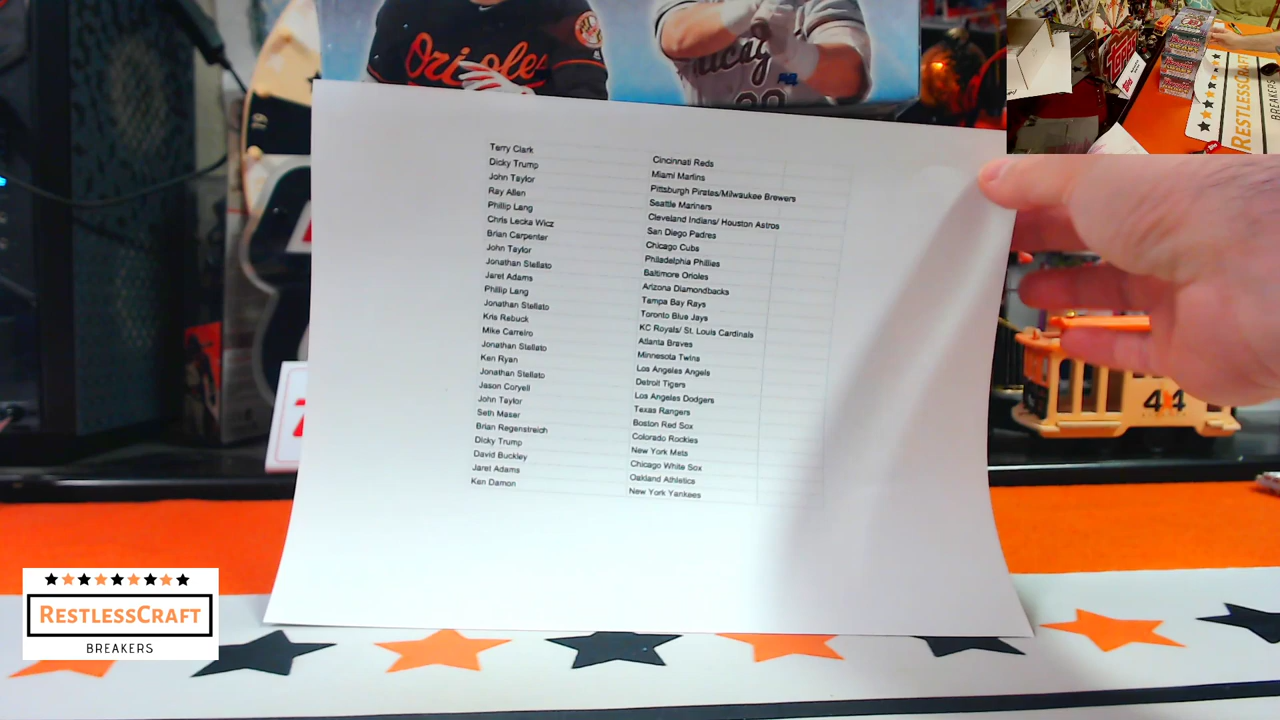 Orioles
Terry Clark Cincinnati Reds
Dicky Trump Miami Marlins
John Taylor Pittsburgh Pirates/Milwaukee Brewers
Ray Allen Seattle Mariners
Phillip Lang Cleveland Indians/ Houston Astros
Chris Lecka Wicz San Diego Padres
Brian Carpenter Chicago Cubs
John Taylor Philadelphia Phillies
Jonathan Stellato Baltimore Orioles
Jaret Adams Arizona Diamondbacks
Phillip Lang Tampa Bay Rays
Jonathan Stellato Toronto Blue Jays
Kris Rebuck KC Royals/ St. Louis Cardinals
Mike Carreiro Atlanta Braves
Jonathan Stellato Minnesota Twins
Ken Ryan Los Angeles Angels
Jonathan Stellato Detroit Tigers
Jason Coryell Los Angeles Dodgers
John Taylor Texas Rangers
Seth Maser Boston Red Sox
Brian Regenstreich Colorado Rockies
Dicky Trump New York Mets
David Buckley Chicago White Sox
Jaret Adams Oakland Athletics
Ken Damon New York Yankees
RESTLESSCRAFT
BREAKERS
RESTLESSCRAFT
BREAKERS